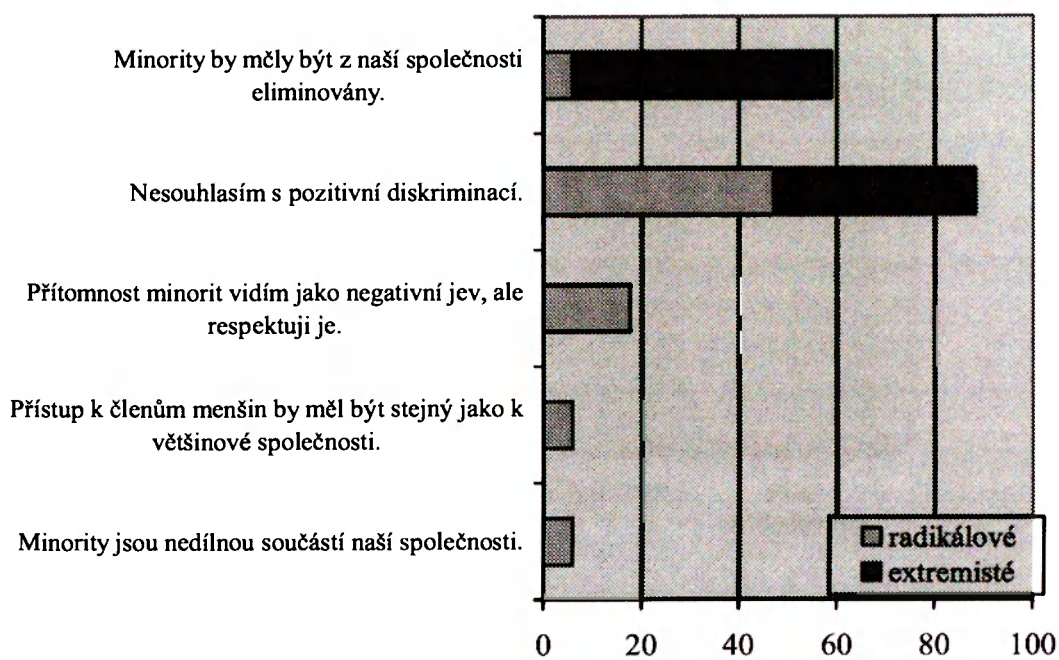 Minority by měly být z naší společnosti
eliminovány.
Nesouhlasím s pozitivní diskriminací.
Přítomnost minorit vidím jako negativní jev, ale
respektuji je.
Přístup k členům menšin by měl být stejný jako k
většinové společnosti.
Minority jsou nedílnou součástí naší společnosti.
radikálové
extremisté
0 20 40 60 80 100